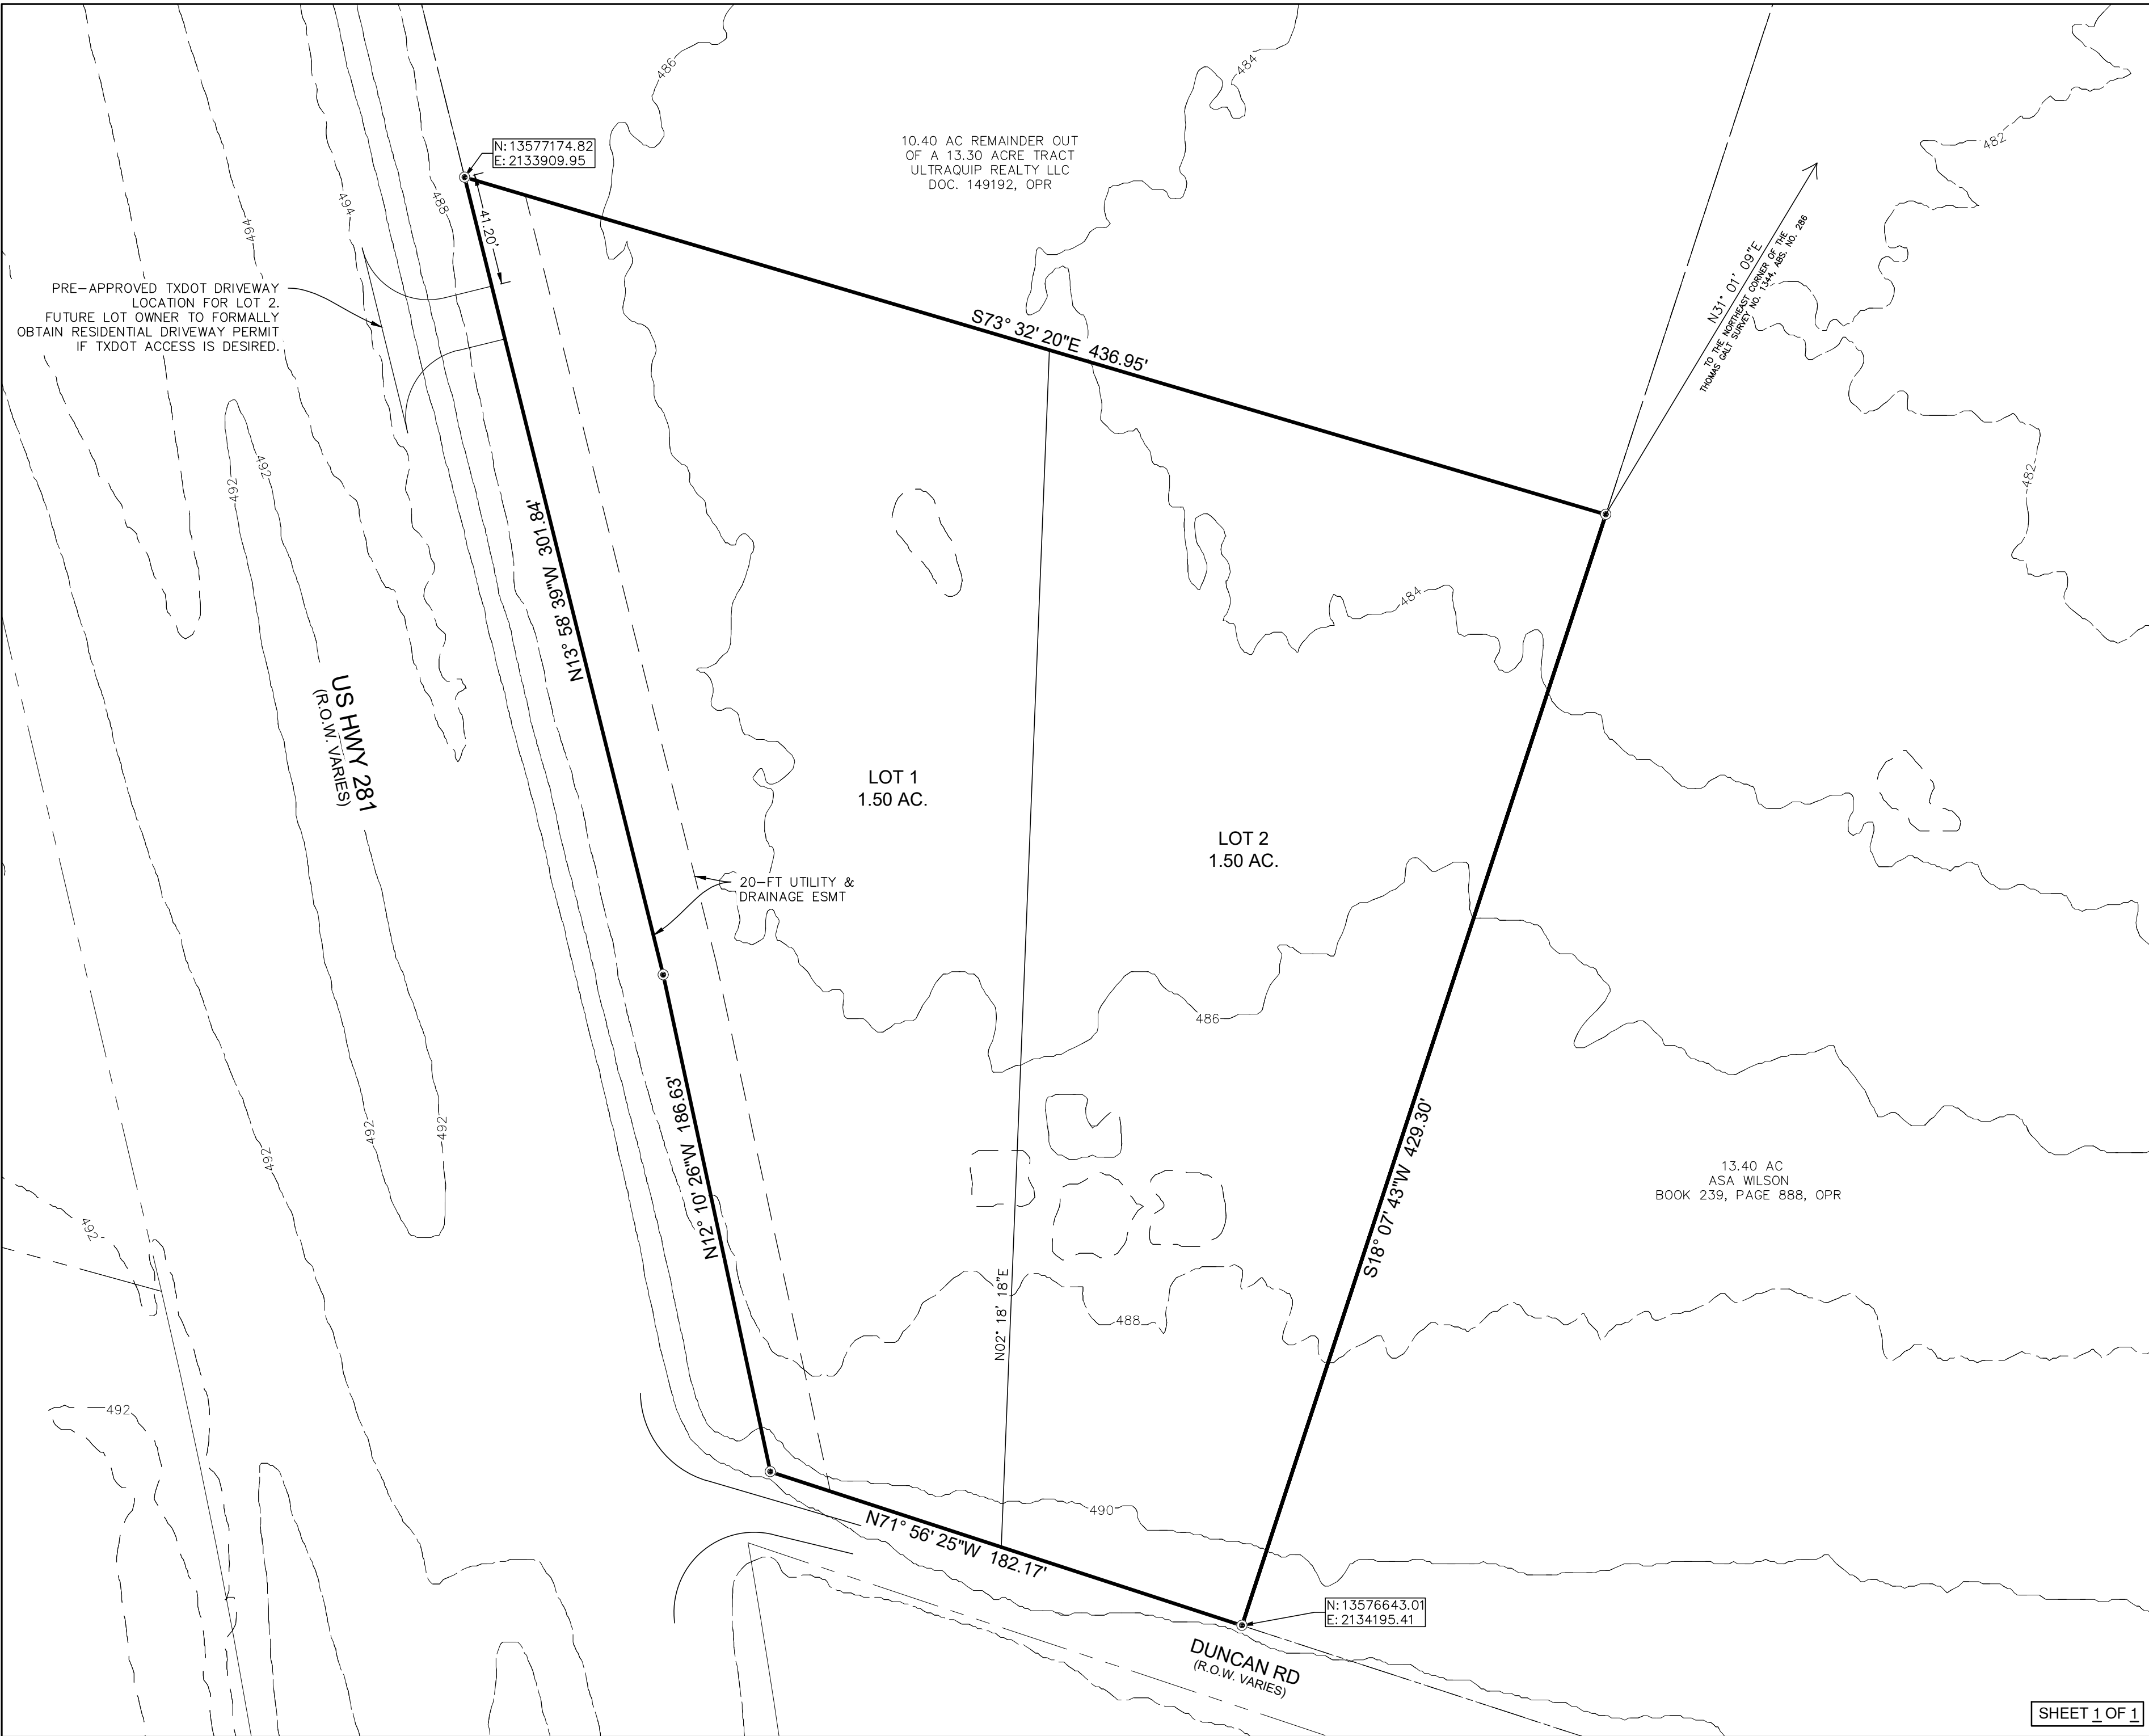 486
484
482
N: 13577174.82
E: 2133909.95
10.40 AC REMAINDER OUT
OF A 13.30 ACRE TRACT
ULTRAQUIP REALTY LLC
DOC. 149192, OPR
494
494
488
41.20'
N31° 01' 09"E
TO THE NORTHEAST CORNER OF THE
THOMAS GALT SURVEY NO. 1344, ABS. NO. 286
PRE-APPROVED TXDOT DRIVEWAY
LOCATION FOR LOT 2.
FUTURE LOT OWNER TO FORMALLY
OBTAIN RESIDENTIAL DRIVEWAY PERMIT
IF TXDOT ACCESS IS DESIRED.
S73° 32' 20"E 436.95'
492
492
482
N13° 58' 39"W 301.84'
484
US HWY 281
(R.O.W. VARIES)
LOT 1
1.50 AC.
LOT 2
1.50 AC.
20-FT UTILITY &
DRAINAGE ESMT
486
492
492
492
N12° 10' 26"W 186.63'
S18° 07' 43"W 429.30'
13.40 AC
ASA WILSON
BOOK 239, PAGE 888, OPR
492
N02° 18' 18"E
488
492
490
N71° 56' 25"W 182.17'
N: 13576643.01
E: 2134195.41
DUNCAN RD
(R.O.W. VARIES)
SHEET 1 OF 1